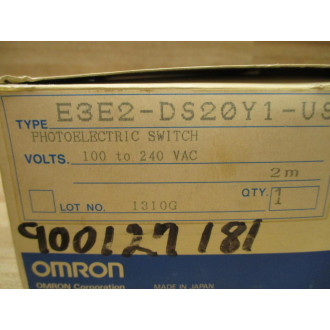 TYPE E3E2-DS20Y1-US
PHOTOELECTRIC SWITCH
VOLTS. 100 to 240 VAC
2m
LOT NO. 1310G QTY. 1
900127181
OMRON
OMRON Corporation MADE IN JAPAN